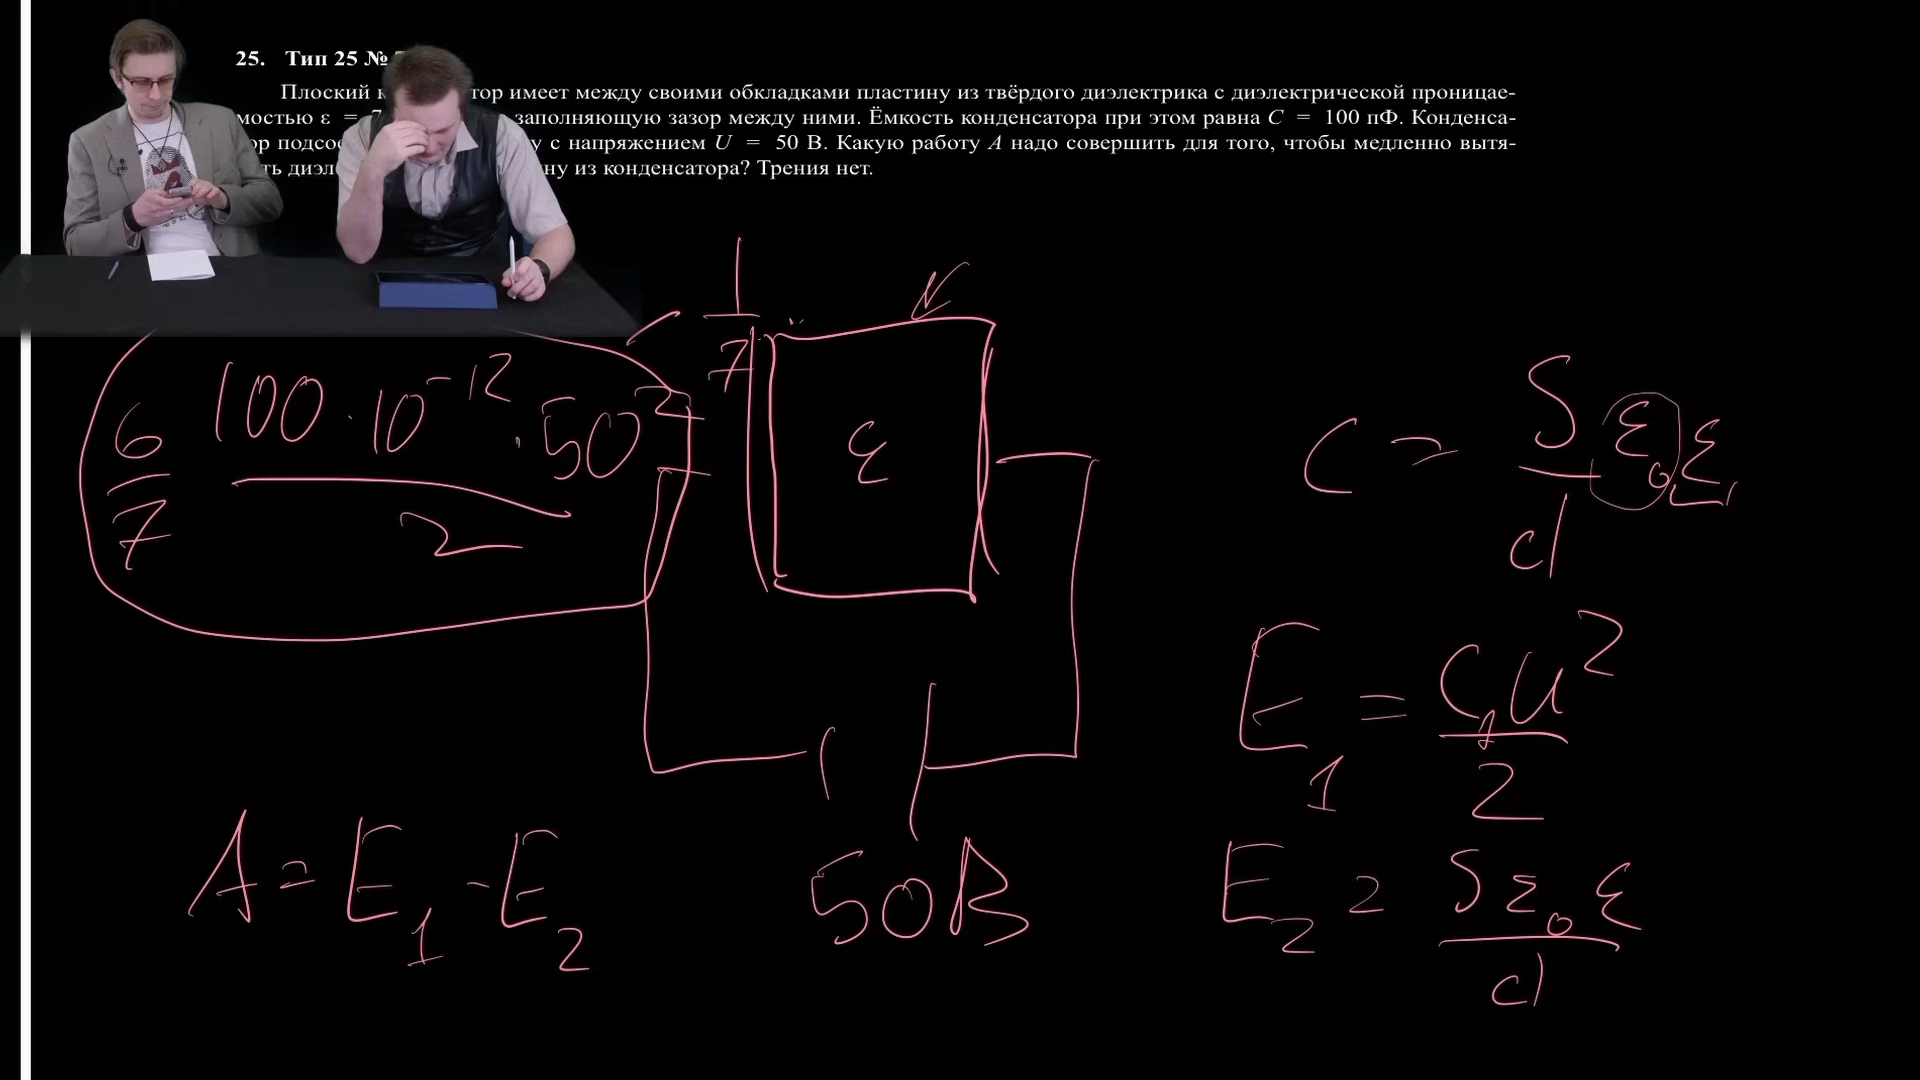 25. Тип 25 №
Плоский к тор имеет между своими обкладками пластину из твёрдого диэлектрика с диэлектрической проницае-
мостью ε = 7 заполняющую зазор между ними. Ёмкость конденсатора при этом равна C = 100 пФ. Конденса-
ор подсое у с напряжением U = 50 В. Какую работу A надо совершить для того, чтобы медленно вытя-
ть диэл ну из конденсатора? Трения нет.
1/7
6/7 100 · 10^-12 · 50^2 / 2
ε
C = Sε₀ε / d
E₁ = C₁U² / 2
A = E₁ - E₂
50В
E₂ = Sε₀ε / d